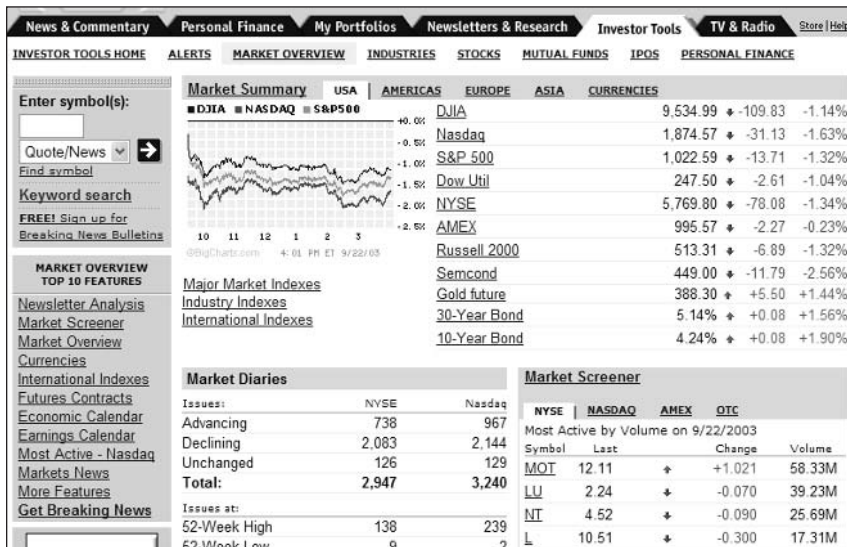 News & Commentary Personal Finance My Portfolios Newsletters & Research Investor Tools TV & Radio Store | Help
INVESTOR TOOLS HOME ALERTS MARKET OVERVIEW INDUSTRIES STOCKS MUTUAL FUNDS IPOS PERSONAL FINANCE
Enter symbol(s):
Quote/News
Find symbol
Keyword search
FREE! Sign up for
Breaking News Bulletins
MARKET OVERVIEW
TOP 10 FEATURES
Newsletter Analysis
Market Screener
Market Overview
Currencies
International Indexes
Futures Contracts
Economic Calendar
Earnings Calendar
Most Active - Nasdaq
Markets News
More Features
Get Breaking News
Market Summary USA AMERICAS EUROPE ASIA CURRENCIES
DJIA NASDAQ S&P500
+0.0%
-0.5%
-1.0%
-1.5%
-2.0%
-2.5%
10 11 12 1 2 3
@BigCharts.com 4:01 PM ET 9/22/03
Major Market Indexes
Industry Indexes
International Indexes
DJIA 9,534.99 -109.83 -1.14%
Nasdaq 1,874.57 -31.13 -1.63%
S&P 500 1,022.59 -13.71 -1.32%
Dow Util 247.50 -2.61 -1.04%
NYSE 5,769.80 -78.08 -1.34%
AMEX 995.57 -2.27 -0.23%
Russell 2000 513.31 -6.89 -1.32%
Semcond 449.00 -11.79 -2.56%
Gold future 388.30 +5.50 +1.44%
30-Year Bond 5.14% +0.08 +1.56%
10-Year Bond 4.24% +0.08 +1.90%
Market Diaries
Issues: NYSE Nasdaq
Advancing 738 967
Declining 2,083 2,144
Unchanged 126 129
Total: 2,947 3,240
Issues at:
52-Week High 138 239
52-Week Low 9 2
Market Screener
NYSE NASDAQ AMEX OTC
Most Active by Volume on 9/22/2003
Symbol Last Change Volume
MOT 12.11 +1.021 58.33M
LU 2.24 -0.070 39.23M
NT 4.52 -0.090 25.69M
L 10.51 -0.300 17.31M